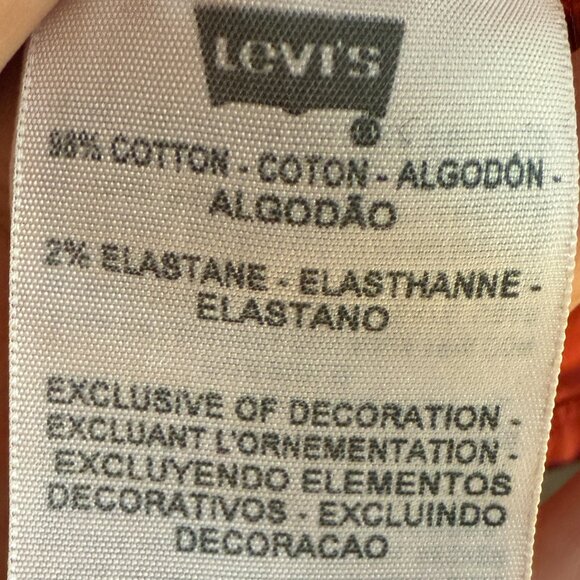 Levi's
®
98% COTTON - COTON - ALGODÓN -
ALGODÃO
2% ELASTANE - ELASTHANNE -
ELASTANO
EXCLUSIVE OF DECORATION -
EXCLUANT L'ORNEMENTATION -
EXCLUYENDO ELEMENTOS
DECORATIVOS - EXCLUINDO
DECORACAO